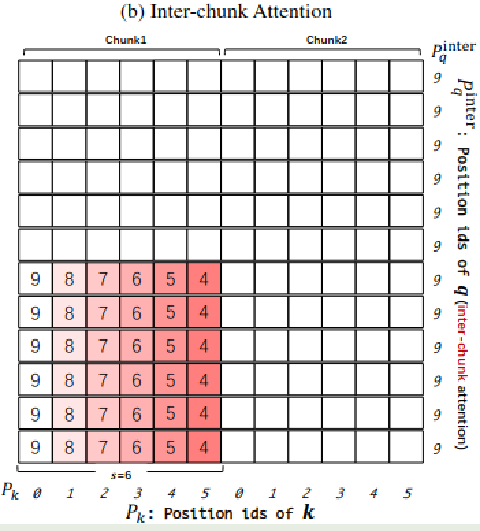 (b) Inter-chunk Attention
Chunk1 Chunk2
P_q^inter
9
9
9
9
9
9
9 8 7 6 5 4 9
9 8 7 6 5 4 9
9 8 7 6 5 4 9
9 8 7 6 5 4 9
9 8 7 6 5 4 9
9 8 7 6 5 4 9
s=6
P_k 0 1 2 3 4 5 0 1 2 3 4 5
P_k: Position ids of k
P_q^inter: Position ids of q (inter-chunk attention)